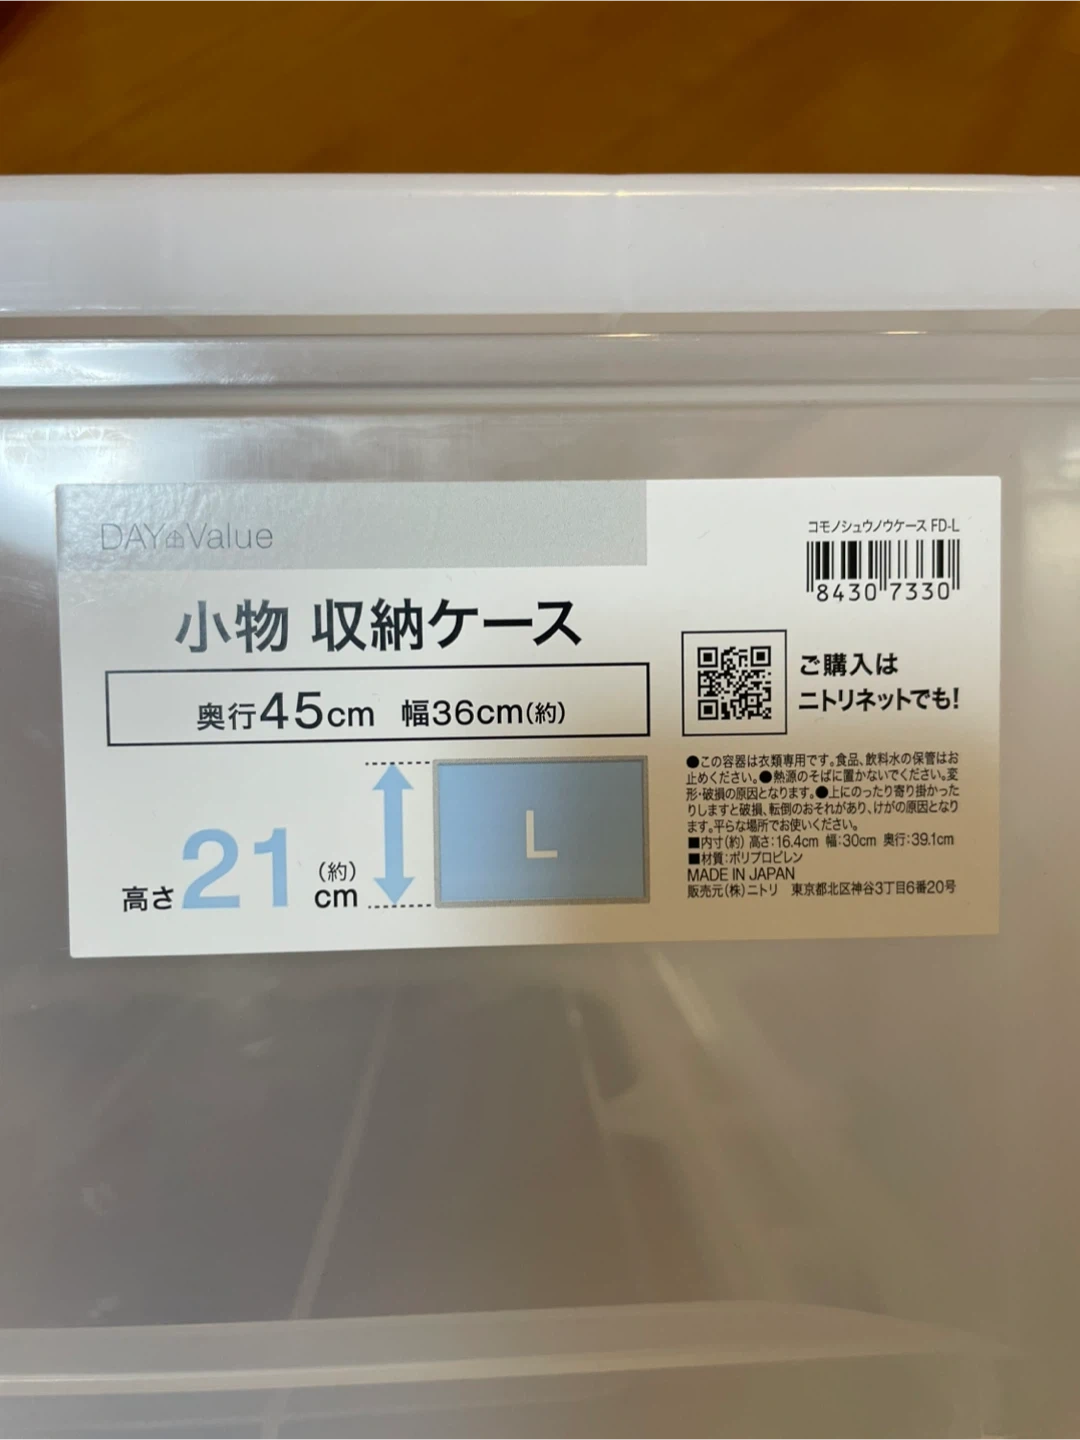 DAY Value
小物 収納ケース
奥行45cm 幅36cm(約)
高さ21(約)cm
L
コモノシュウノウケース FD-L
8430 7330
ご購入は
ニトリネットでも!
●この容器は衣類専用です。食品、飲料水の保管はお
止めください。●熱源のそばに置かないでください。変
形・破損の原因となります。●上にのったり寄り掛かった
りしますと破損、転倒のおそれがあり、けがの原因となり
ます。平らな場所でお使いください。
■内寸(約) 高さ:16.4cm 幅:30cm 奥行:39.1cm
■材質:ポリプロピレン
MADE IN JAPAN
販売元(株)ニトリ 東京都北区神谷3丁目6番20号